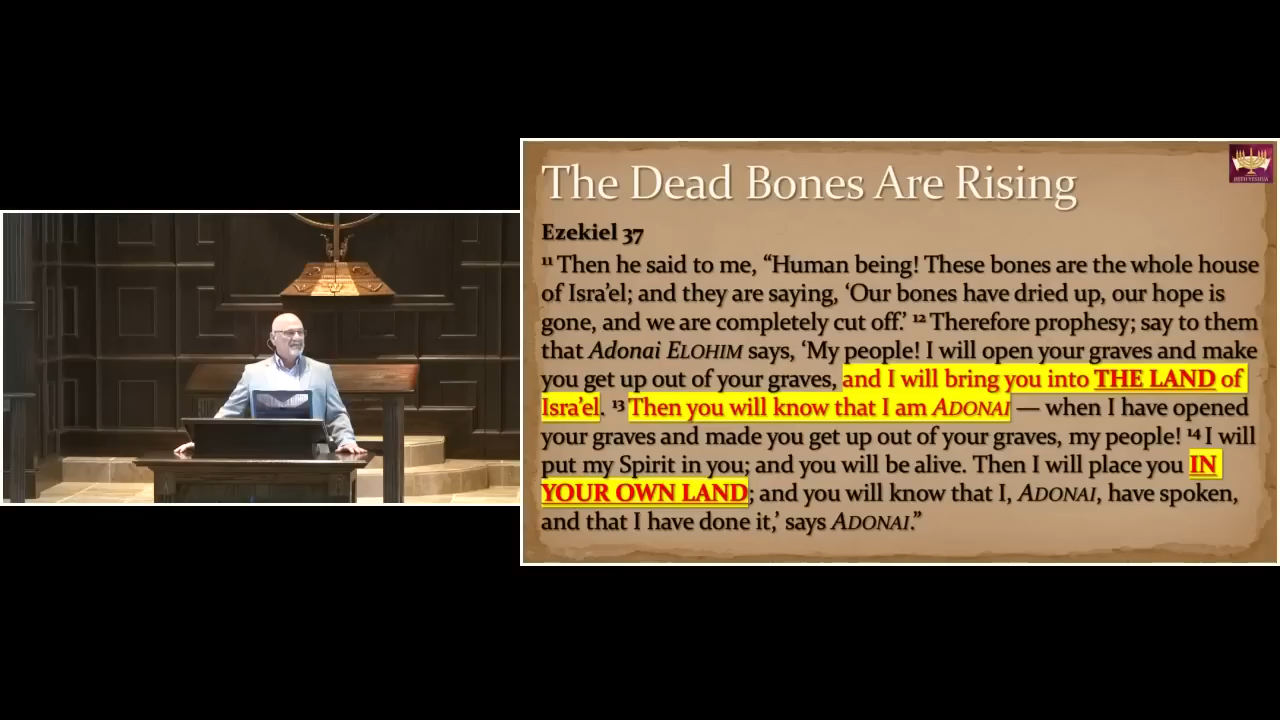 The Dead Bones Are Rising
BETH YESHUA
Ezekiel 37
¹¹ Then he said to me, “Human being! These bones are the whole house
of Isra’el; and they are saying, ‘Our bones have dried up, our hope is
gone, and we are completely cut off.’ ¹² Therefore prophesy; say to them
that Adonai ELOHIM says, ‘My people! I will open your graves and make
you get up out of your graves, and I will bring you into THE LAND of
Isra’el. ¹³ Then you will know that I am ADONAI — when I have opened
your graves and made you get up out of your graves, my people! ¹⁴ I will
put my Spirit in you; and you will be alive. Then I will place you IN
YOUR OWN LAND; and you will know that I, ADONAI, have spoken,
and that I have done it,’ says ADONAI.”